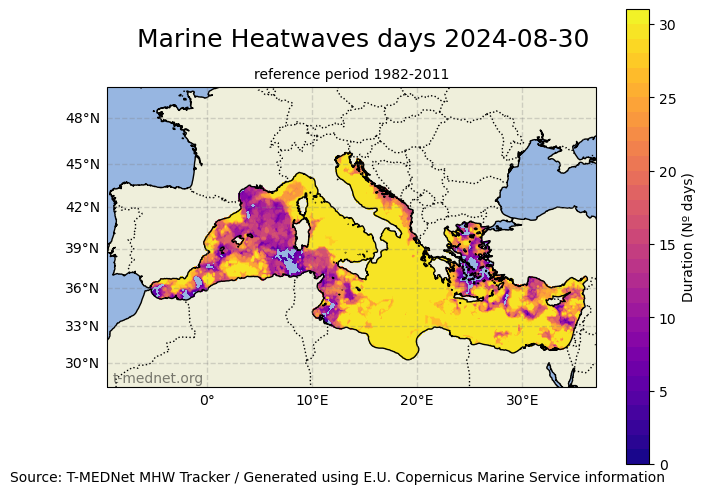 Marine Heatwaves days 2024-08-30
reference period 1982-2011
48°N
45°N
42°N
39°N
36°N
33°N
30°N
0°
10°E
20°E
30°E
t-mednet.org
30
25
20
15
10
5
0
Duration (Nº days)
Source: T-MEDNet MHW Tracker / Generated using E.U. Copernicus Marine Service information